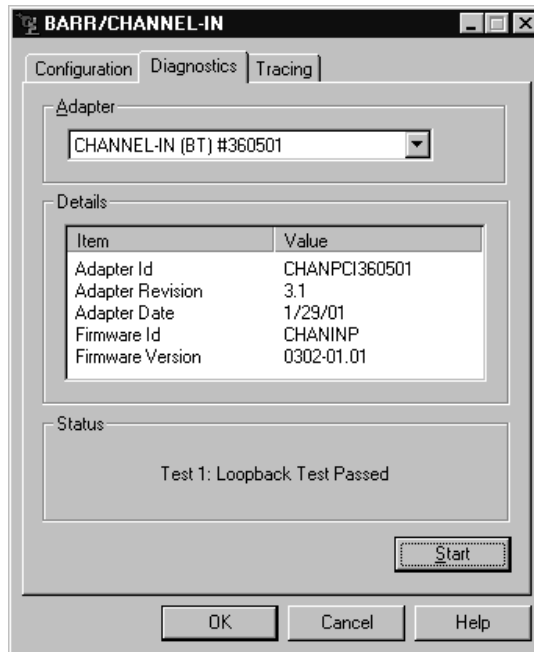 BARR/CHANNEL-IN
Configuration Diagnostics Tracing
Adapter
CHANNEL-IN (BT) #360501
Details
Item Value
Adapter Id CHANPCI360501
Adapter Revision 3.1
Adapter Date 1/29/01
Firmware Id CHANINP
Firmware Version 0302-01.01
Status
Test 1: Loopback Test Passed
Start
OK Cancel Help